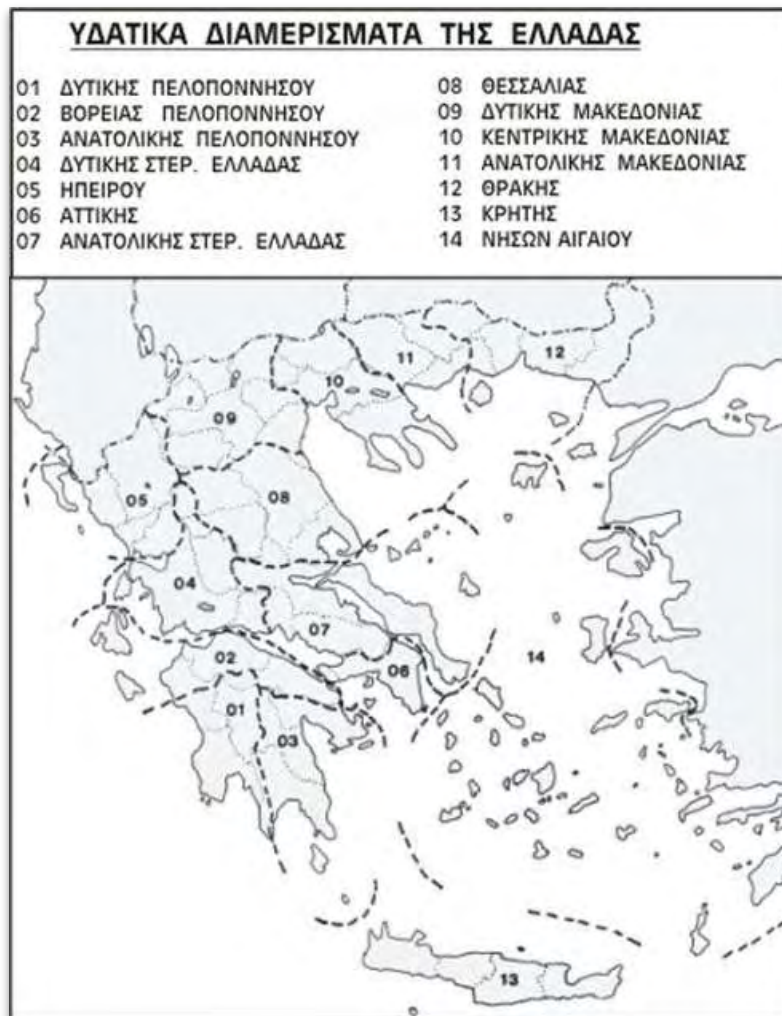 ΥΔΑΤΙΚΑ ΔΙΑΜΕΡΙΣΜΑΤΑ ΤΗΣ ΕΛΛΑΔΑΣ
01 ΔΥΤΙΚΗΣ ΠΕΛΟΠΟΝΝΗΣΟΥ
02 ΒΟΡΕΙΑΣ ΠΕΛΟΠΟΝΝΗΣΟΥ
03 ΑΝΑΤΟΛΙΚΗΣ ΠΕΛΟΠΟΝΝΗΣΟΥ
04 ΔΥΤΙΚΗΣ ΣΤΕΡ. ΕΛΛΑΔΑΣ
05 ΗΠΕΙΡΟΥ
06 ΑΤΤΙΚΗΣ
07 ΑΝΑΤΟΛΙΚΗΣ ΣΤΕΡ. ΕΛΛΑΔΑΣ
08 ΘΕΣΣΑΛΙΑΣ
09 ΔΥΤΙΚΗΣ ΜΑΚΕΔΟΝΙΑΣ
10 ΚΕΝΤΡΙΚΗΣ ΜΑΚΕΔΟΝΙΑΣ
11 ΑΝΑΤΟΛΙΚΗΣ ΜΑΚΕΔΟΝΙΑΣ
12 ΘΡΑΚΗΣ
13 ΚΡΗΤΗΣ
14 ΝΗΣΩΝ ΑΙΓΑΙΟΥ
11
12
10
09
05
08
04
07
02
06
14
01
03
13